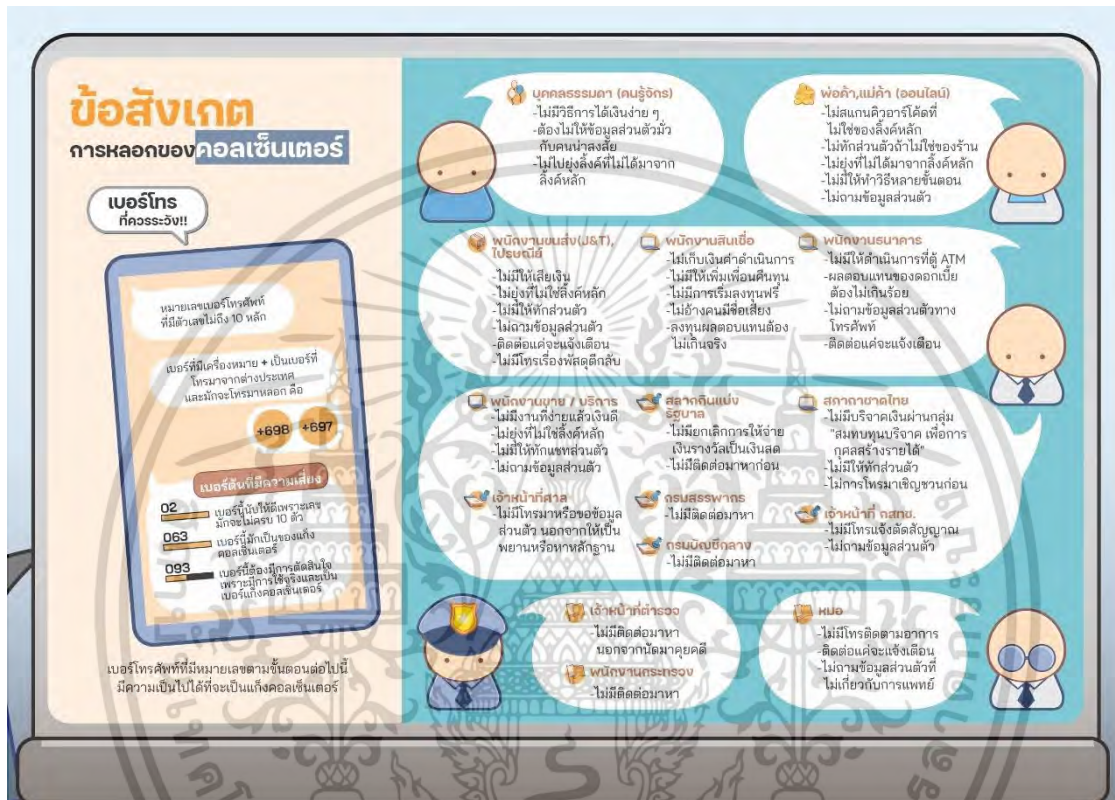 ข้อสังเกต
การหลอกของคอลเซ็นเตอร์
เบอร์โทร
ที่ควรระวัง!!
หมายเลขเบอร์โทรศัพท์
ที่มีตัวเลขไม่ถึง 10 หลัก
เบอร์ที่มีเครื่องหมาย + เป็นเบอร์ที่
โทรมาจากต่างประเทศ
และมักจะโทรมาหลอก คือ
+698 +697
เบอร์ต้นที่มีความเสี่ยง
02
เบอร์นี้นับให้ดีเพราะเลข
มักจะไม่ครบ 10 ตัว
063
เบอร์นี้มักเป็นของแก๊ง
คอลเซ็นเตอร์
093
เบอร์นี้ต้องมีการตัดสินใจ
เพราะมีการใช้จริงและเป็น
เบอร์แก๊งคอลเซ็นเตอร์
เบอร์โทรศัพท์ที่มีหมายเลขตามขั้นตอนต่อไปนี้
มีความเป็นไปได้ที่จะเป็นแก๊งคอลเซ็นเตอร์
บุคคลธรรมดา (คนรู้จัก)
-ไม่มีวิธีการได้เงินง่าย ๆ
-ต้องไม่ให้ข้อมูลส่วนตัวมั่ว
กับคนน่าสงสัย
-ไม่ไปยุ่งลิ้งค์ที่ไม่ได้มาจาก
ลิ้งค์หลัก
พ่อค้า,แม่ค้า (ออนไลน์)
-ไม่สแกนคิวอาร์โค้ดที่
ไม่ใช่ของลิ้งค์หลัก
-ไม่ทักส่วนตัวถ้าไม่ใช่ของร้าน
-ไม่ยุ่งที่ไม่ได้มาจากลิ้งค์หลัก
-ไม่มีให้ทำวิธีหลายขั้นตอน
-ไม่ถามข้อมูลส่วนตัว
พนักงานขนส่ง(J&T),
ไปรษณีย์
-ไม่มีให้เสียเงิน
-ไม่ยุ่งที่ไม่ใช่ลิ้งค์หลัก
-ไม่มีให้ทักส่วนตัว
-ไม่ถามข้อมูลส่วนตัว
-ติดต่อแค่จะแจ้งเตือน
-ไม่มีโทรเรื่องพัสดุตีกลับ
พนักงานสินเชื่อ
-ไม่เก็บเงินค่าดำเนินการ
-ไม่มีให้เพิ่มเพื่อนคืนทุน
-ไม่มีการเริ่มลงทุนฟรี
-ไม่อ้างคนมีชื่อเสียง
-ลงทุนผลตอบแทนต้อง
ไม่เกินจริง
พนักงานธนาคาร
-ไม่มีให้ดำเนินการที่ตู้ ATM
-ผลตอบแทนของดอกเบี้ย
ต้องไม่เกินร้อย
-ไม่ถามข้อมูลส่วนตัวทาง
โทรศัพท์
-ติดต่อแค่จะแจ้งเตือน
พนักงานขาย / บริการ
-ไม่มีงานที่ง่ายแล้วเงินดี
-ไม่ยุ่งที่ไม่ใช่ลิ้งค์หลัก
-ไม่มีให้ทักแชทส่วนตัว
-ไม่ถามข้อมูลส่วนตัว
สลากกินแบ่ง
รัฐบาล
-ไม่มียกเลิกการให้จ่าย
เงินรางวัลเป็นเงินสด
-ไม่มีติดต่อมาหาก่อน
สภากาชาดไทย
-ไม่มีบริจาคเงินผ่านกลุ่ม
"สมทบทุนบริจาค เพื่อการ
กุศลสร้างรายได้"
-ไม่มีให้ทักส่วนตัว
-ไม่การโทรมาเชิญชวนก่อน
เจ้าหน้าที่ศาล
-ไม่มีโทรมาหรือขอข้อมูล
ส่วนตัว นอกจากให้เป็น
พยานหรือหาหลักฐาน
กรมสรรพากร
-ไม่มีติดต่อมาหา
กรมบัญชีกลาง
-ไม่มีติดต่อมาหา
เจ้าหน้าที่ กสทช.
-ไม่มีโทรแจ้งตัดสัญญาณ
-ไม่ถามข้อมูลส่วนตัว
เจ้าหน้าที่ตำรวจ
-ไม่มีติดต่อมาหา
นอกจากนัดมาคุยคดี
พนักงานกระทรวง
-ไม่มีติดต่อมาหา
หมอ
-ไม่มีโทรติดตามอาการ
-ติดต่อแค่จะแจ้งเตือน
-ไม่ถามข้อมูลส่วนตัวที่
ไม่เกี่ยวกับการแพทย์